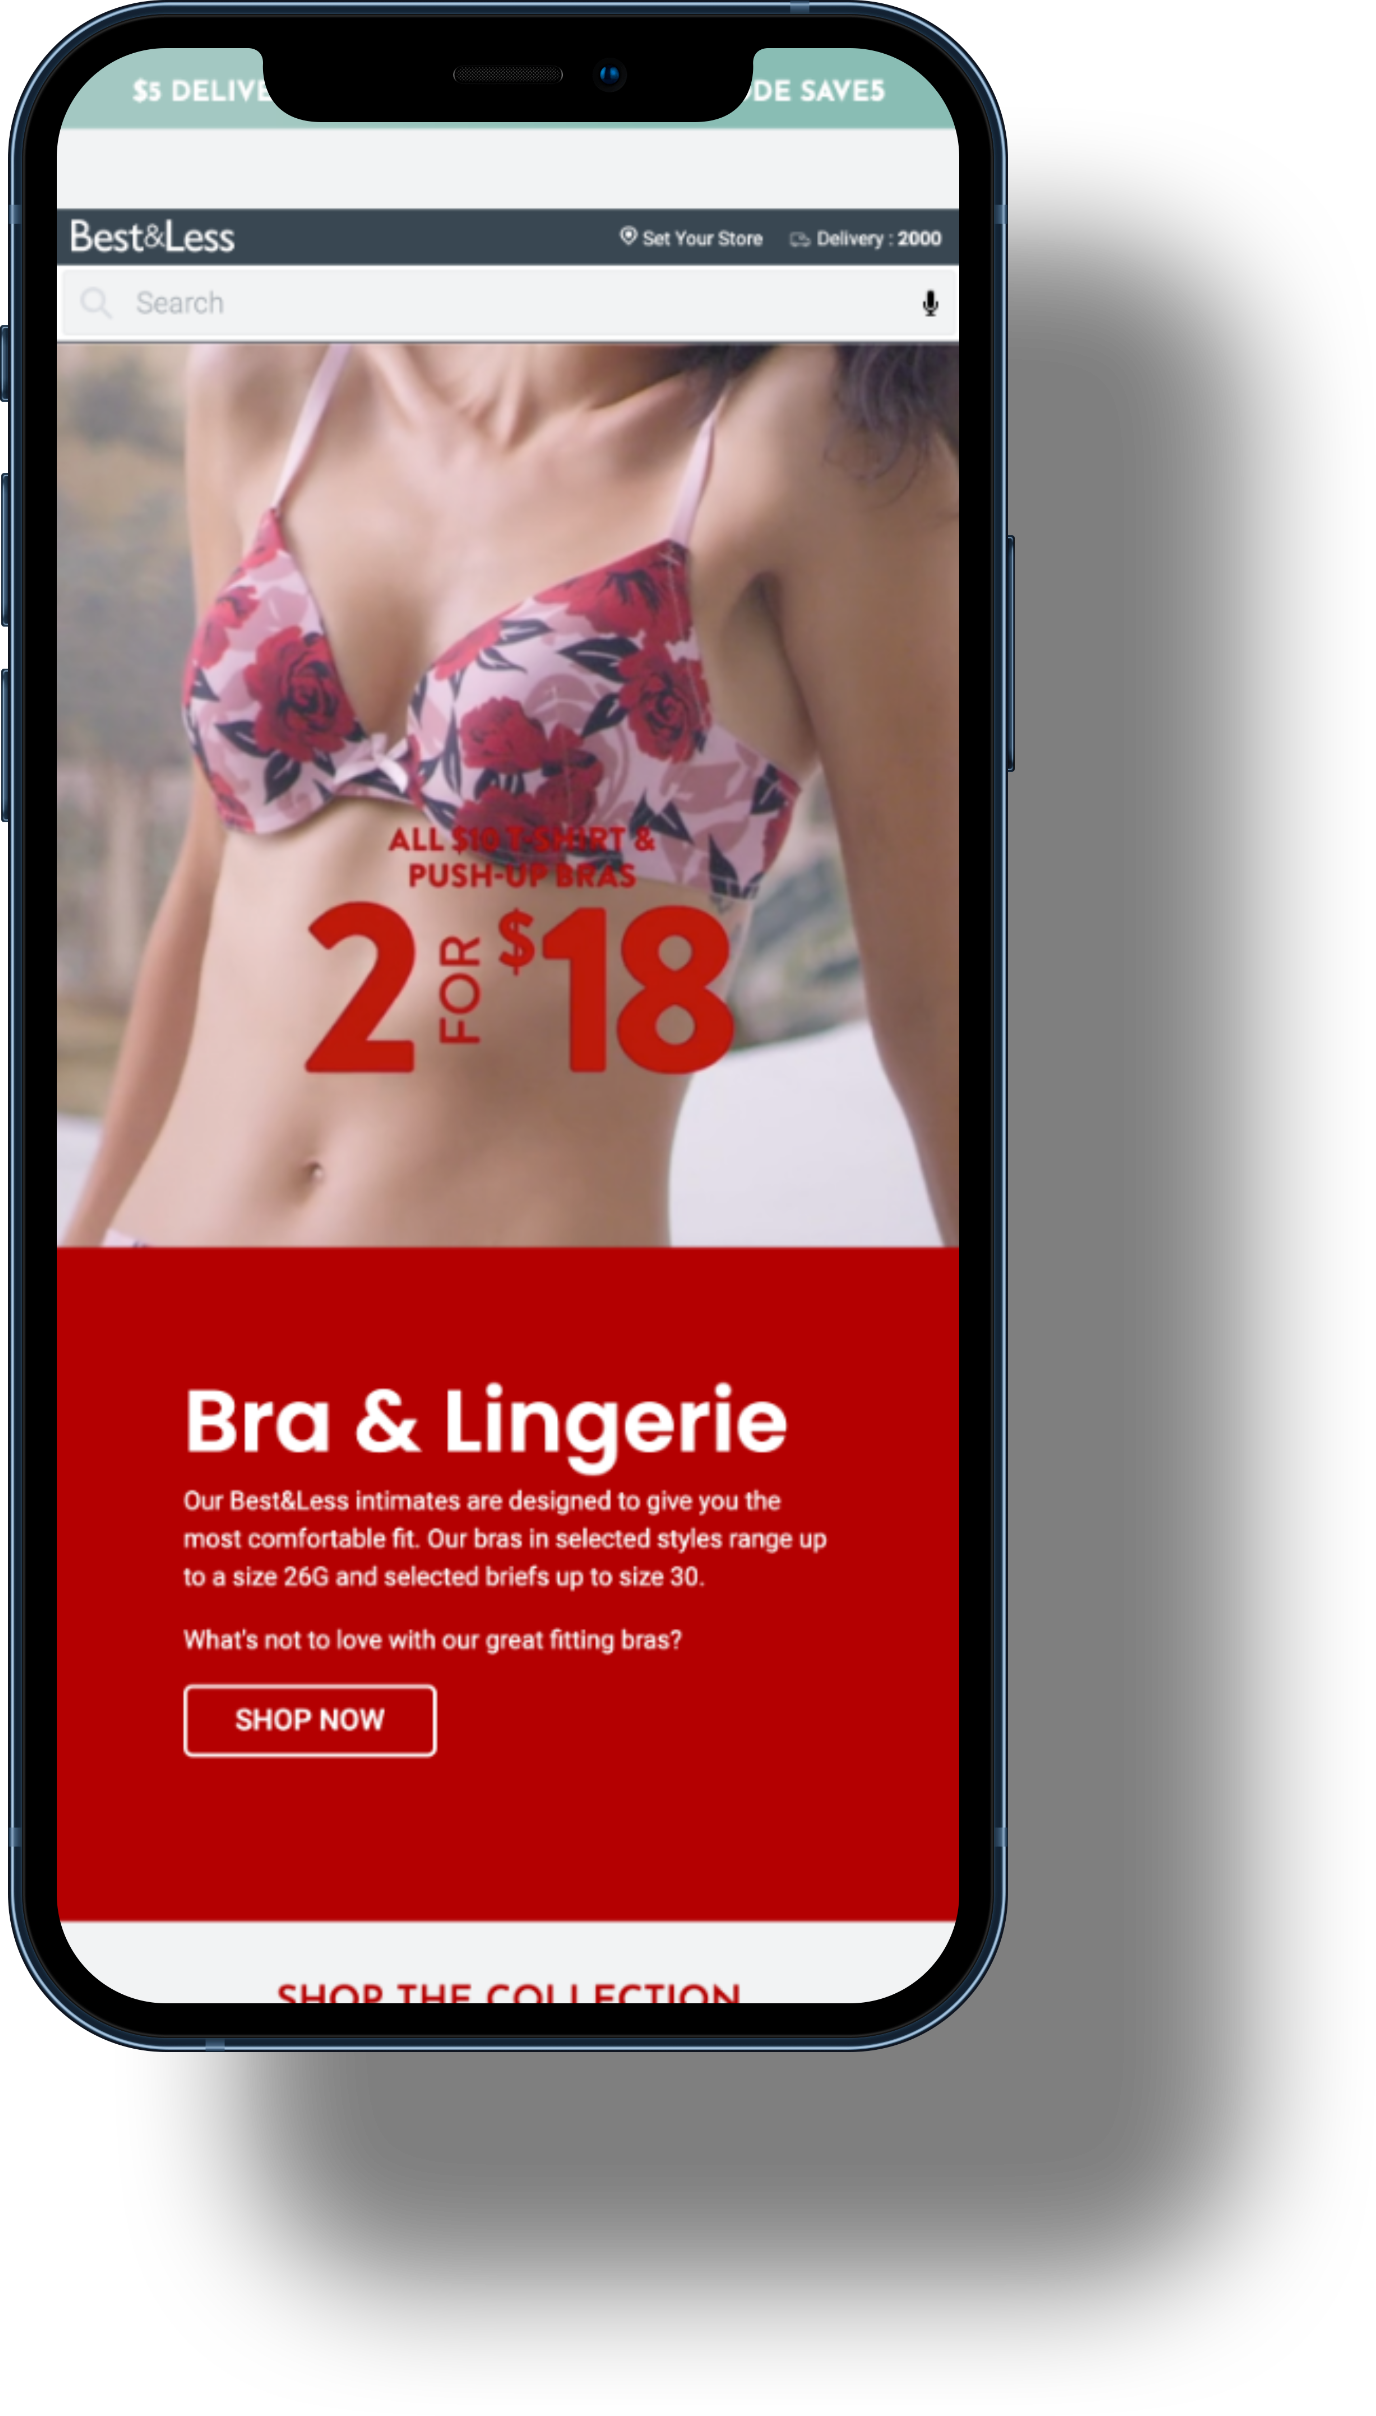 $5 DELIVE
DE SAVE5
Best&Less
Set Your Store
Delivery : 2000
Search
ALL $10 T-SHIRT &
PUSH-UP BRAS
2 FOR $18
Bra & Lingerie
Our Best&Less intimates are designed to give you the
most comfortable fit. Our bras in selected styles range up
to a size 26G and selected briefs up to size 30.
What's not to love with our great fitting bras?
SHOP NOW
SHOP THE COLLECTION